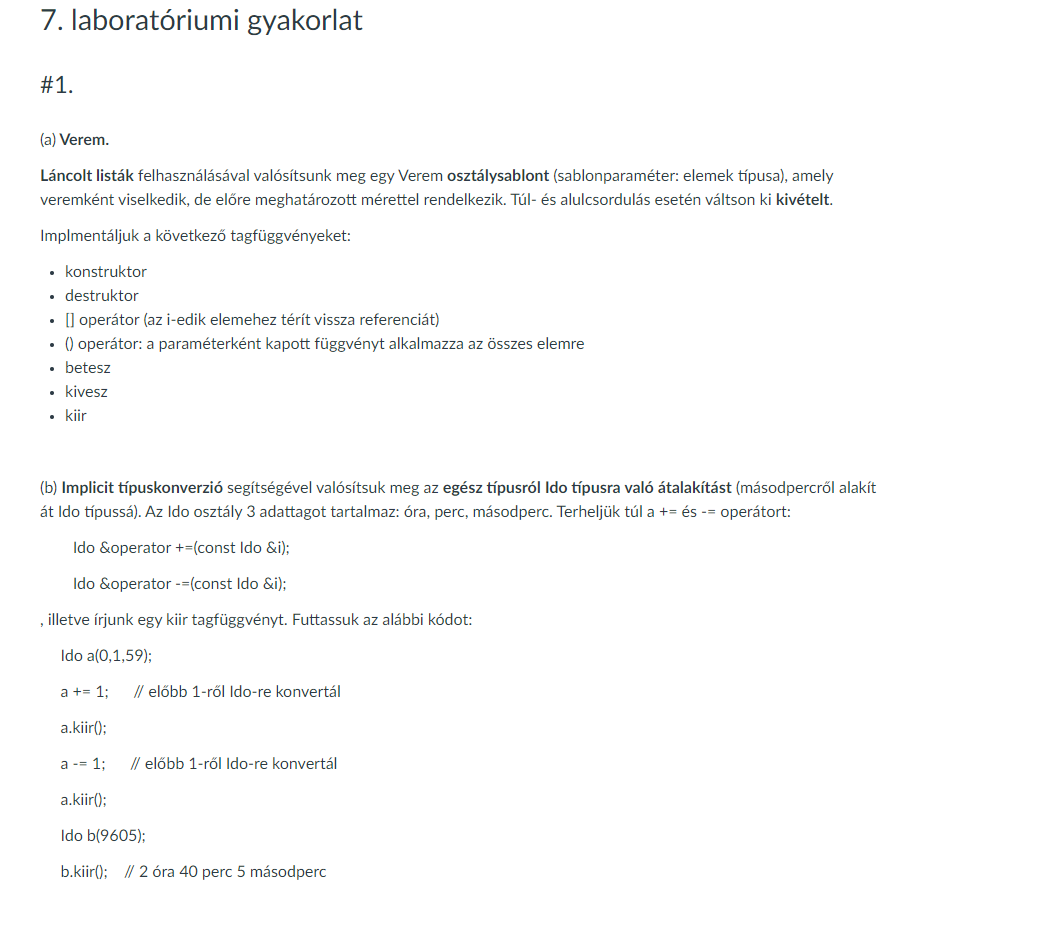 7. laboratóriumi gyakorlat
#1.
(a) Verem.
Láncolt listák felhasználásával valósítsunk meg egy Verem osztálysablont (sablonparaméter: elemek típusa), amely
veremként viselkedik, de előre meghatározott mérettel rendelkezik. Túl- és alulcsordulás esetén váltson ki kivételt.
Implmentáljuk a következő tagfüggvényeket:
• konstruktor
• destruktor
• [] operátor (az i-edik elemehez térít vissza referenciát)
• () operátor: a paraméterként kapott függvényt alkalmazza az összes elemre
• betesz
• kivesz
• kiir
(b) Implicit típuskonverzió segítségével valósítsuk meg az egész típusról Ido típusra való átalakítást (másodpercről alakít
át Ido típussá). Az Ido osztály 3 adattagot tartalmaz: óra, perc, másodperc. Terheljük túl a += és -= operátort:
Ido &operator +=(const Ido &i);
Ido &operator -=(const Ido &i);
, illetve írjunk egy kiir tagfüggvényt. Futtassuk az alábbi kódot:
Ido a(0,1,59);
a += 1; // előbb 1-ről Ido-re konvertál
a.kiir();
a -= 1; // előbb 1-ről Ido-re konvertál
a.kiir();
Ido b(9605);
b.kiir(); // 2 óra 40 perc 5 másodperc